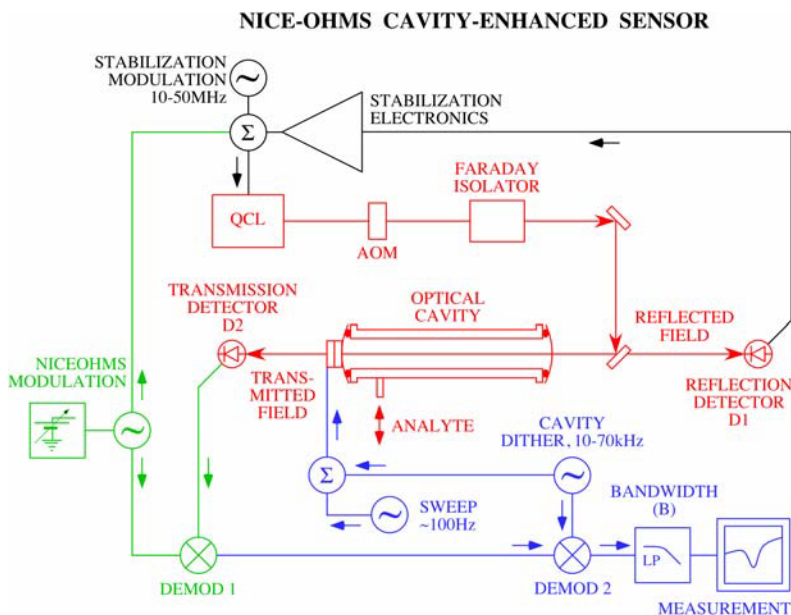 NICE-OHMS CAVITY-ENHANCED SENSOR
STABILIZATION
MODULATION
10-50MHz
Σ
STABILIZATION
ELECTRONICS
FARADAY
ISOLATOR
QCL
AOM
TRANSMISSION
DETECTOR
D2
OPTICAL
CAVITY
REFLECTED
FIELD
NICEOHMS
MODULATION
TRANS-
MITTED
FIELD
REFLECTION
DETECTOR
D1
ANALYTE
CAVITY
DITHER, 10-70kHz
Σ
SWEEP
~100Hz
BANDWIDTH
(B)
LP
DEMOD 1
DEMOD 2
MEASUREMENT